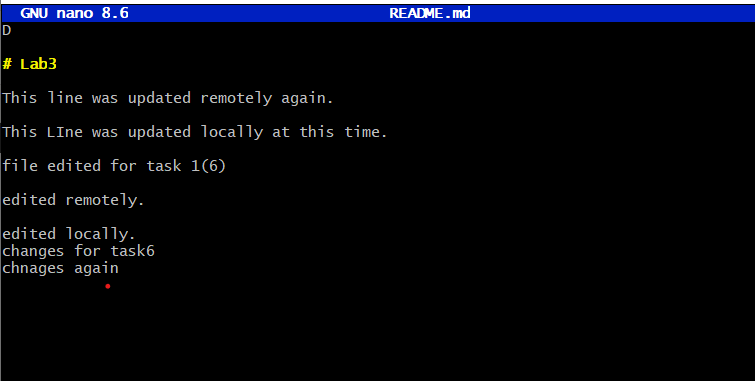 GNU nano 8.6 README.md
D
# Lab3
This line was updated remotely again.
This LIne was updated locally at this time.
file edited for task 1(6)
edited remotely.
edited locally.
changes for task6
chnages again